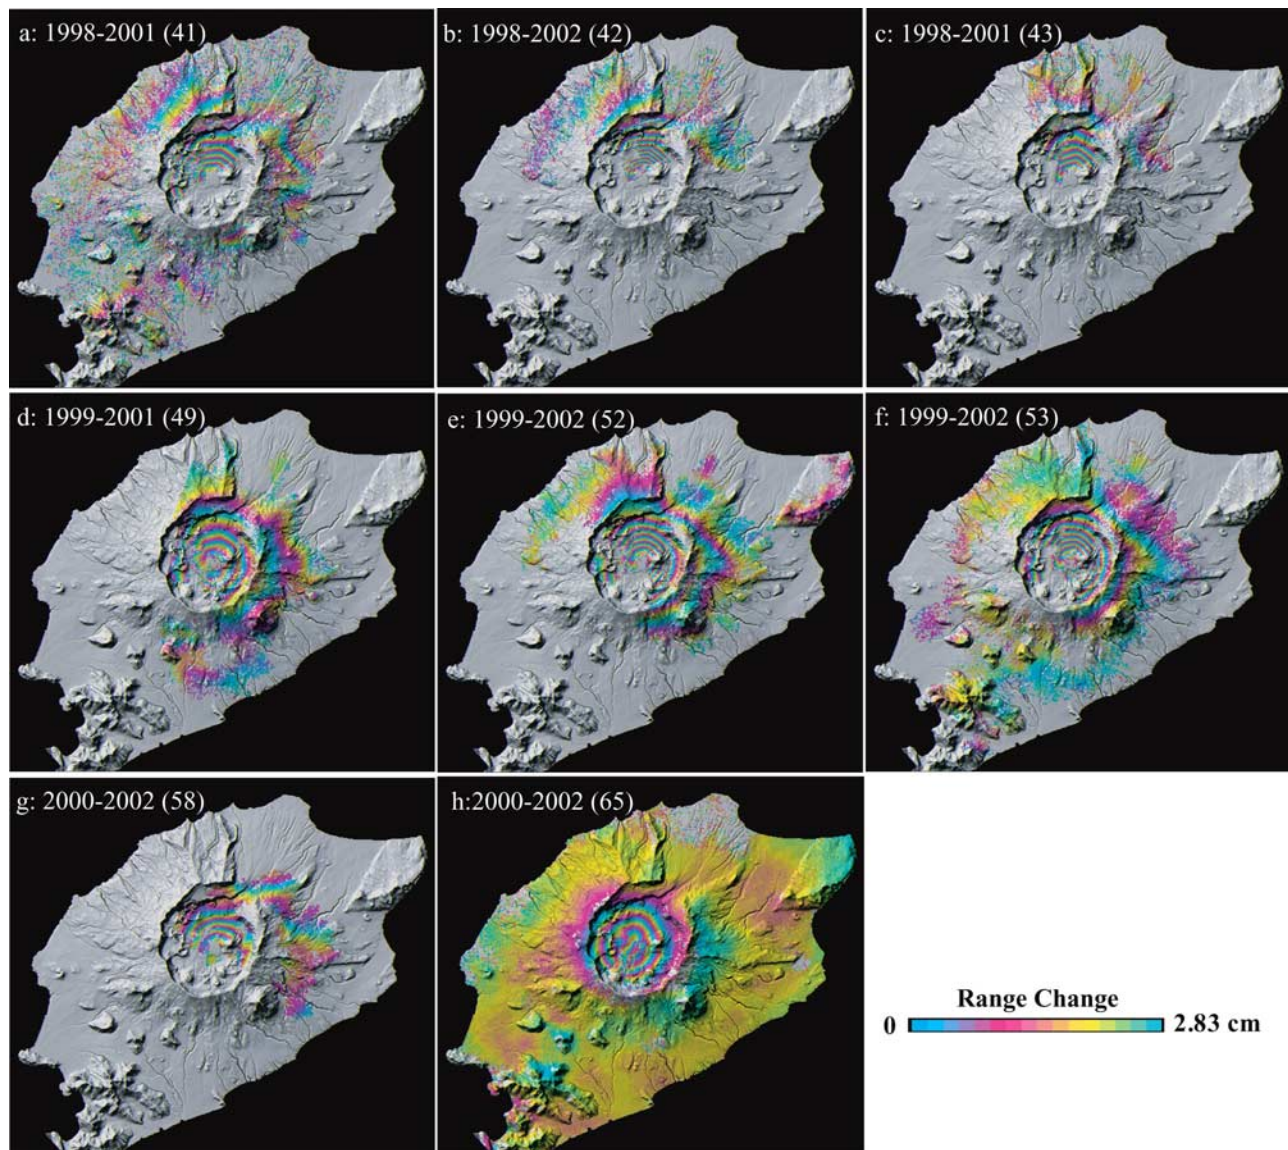 a: 1998-2001 (41)
b: 1998-2002 (42)
c: 1998-2001 (43)
d: 1999-2001 (49)
e: 1999-2002 (52)
f: 1999-2002 (53)
g: 2000-2002 (58)
h:2000-2002 (65)
Range Change
0 2.83 cm